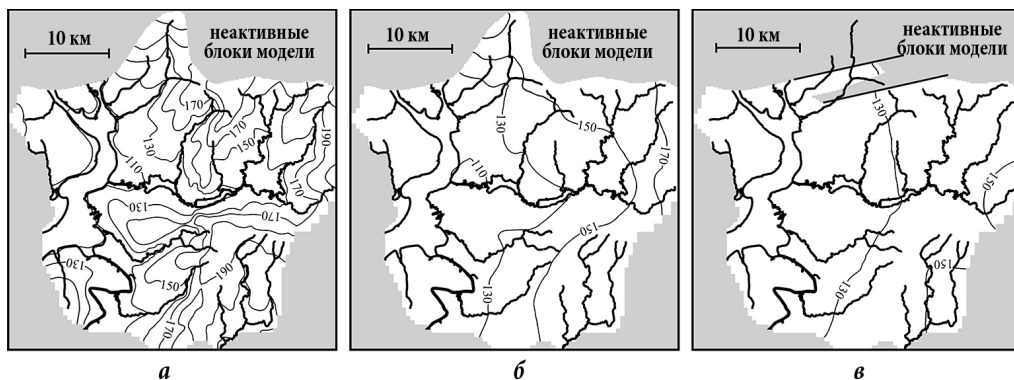 10 км
неактивные
блоки модели
170
170
150
130
110
190
170
130
170
130
150
190
170
а
10 км
неактивные
блоки модели
130
150
170
110
150
130
б
10 км
неактивные
блоки модели
130
150
150
130
в